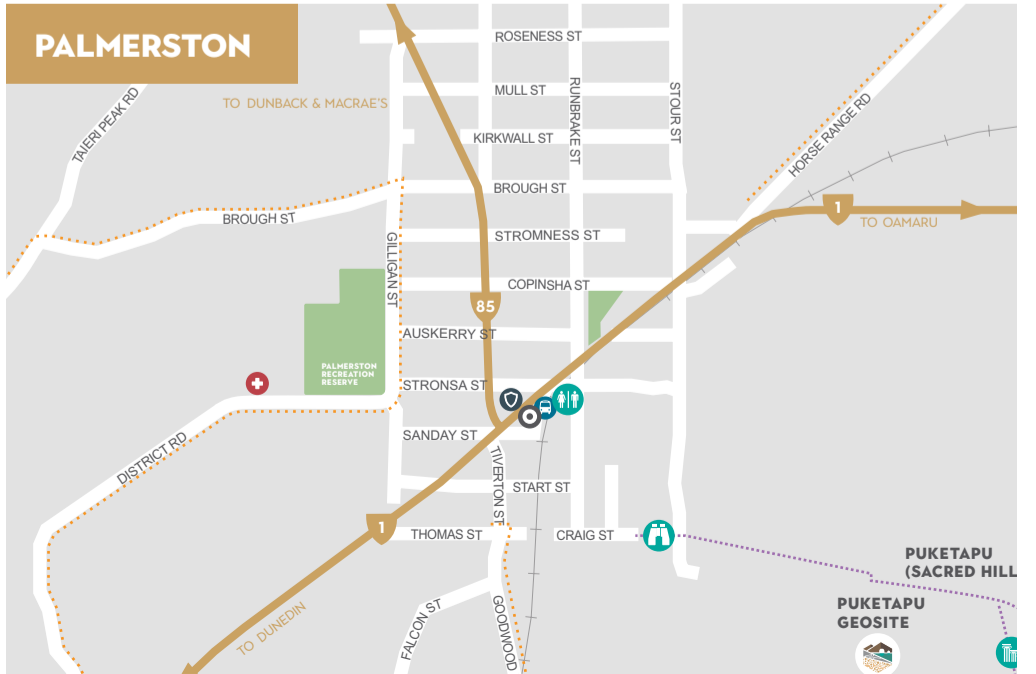 PALMERSTON
ROSENESS ST
TO DUNBACK & MACRAE'S
MULL ST
RUNBRAKE ST
STOUR ST
TAIERI PEAK RD
KIRKWALL ST
HORSE RANGE RD
BROUGH ST
BROUGH ST
1
TO OAMARU
GILLIGAN ST
STROMNESS ST
COPINSHA ST
85
AUSKERRY ST
PALMERSTON
RECREATION
RESERVE
STRONSA ST
DISTRICT RD
SANDAY ST
TIVERTON ST
START ST
1
THOMAS ST
CRAIG ST
PUKETAPU
(SACRED HILL
TO DUNEDIN
FALCON ST
GOODWOOD
PUKETAPU
GEOSITE